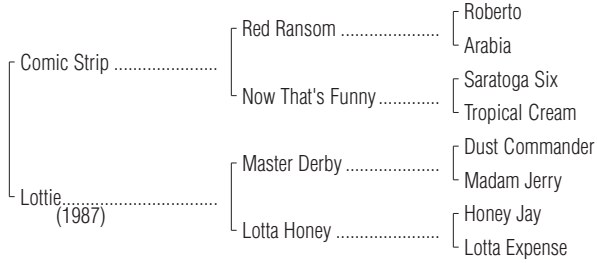 Roberto
Red Ransom ...................
Arabia
Comic Strip ......................
Saratoga Six
Now That's Funny.............
Tropical Cream
Dust Commander
Master Derby ....................
Madam Jerry
Lottie.................................
(1987)
Honey Jay
Lotta Honey ......................
Lotta Expense